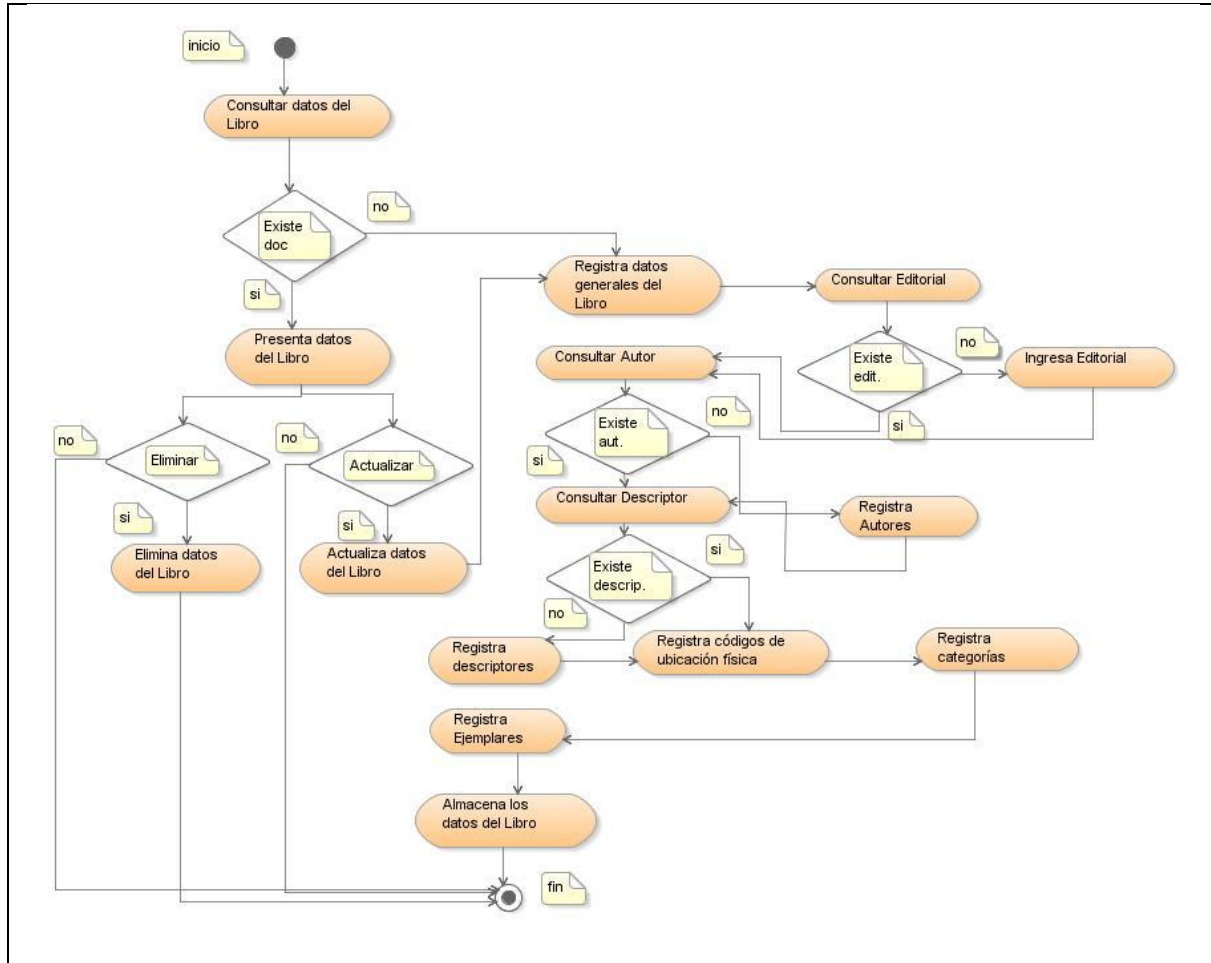 inicio
Consultar datos del
Libro
Existe
doc
no
si
Registra datos
generales del
Libro
Consultar Editorial
Presenta datos
del Libro
Consultar Autor
Existe
edit.
no
Ingresa Editorial
si
no
Eliminar
no
Actualizar
Existe
aut.
no
si
si
si
Consultar Descriptor
Registra
Autores
Elimina datos
del Libro
Actualiza datos
del Libro
Existe
descrip.
si
no
Registra
descriptores
Registra códigos de
ubicación física
Registra
categorías
Registra
Ejemplares
Almacena los
datos del Libro
fin